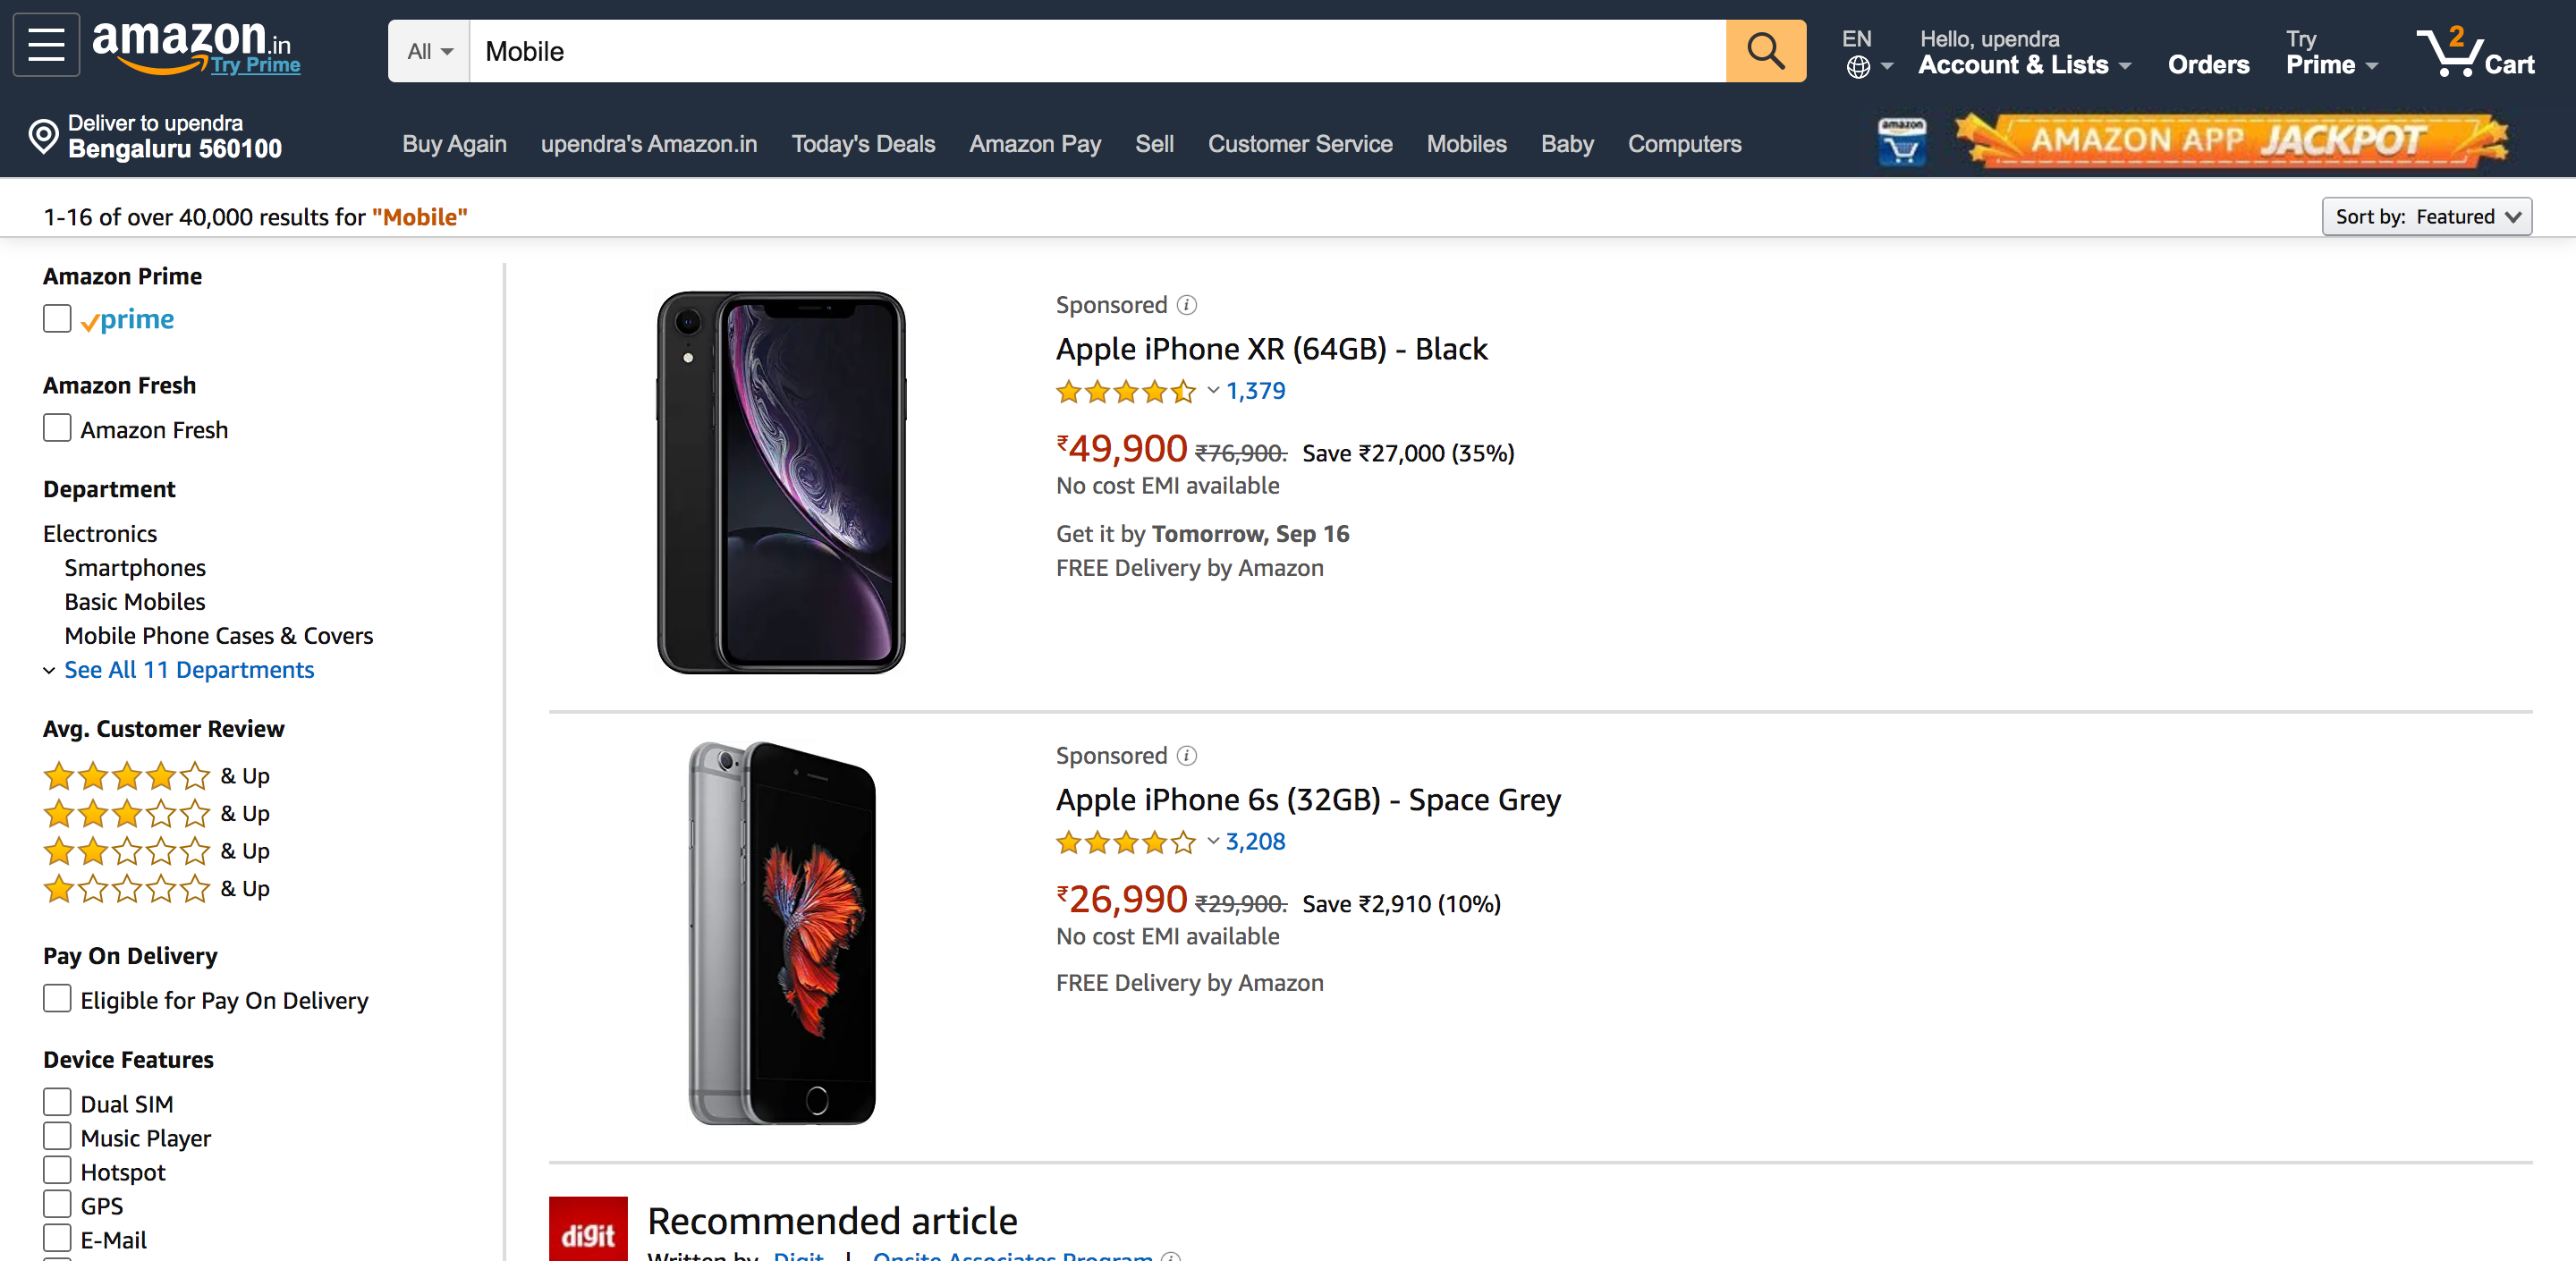 amazon.in
Try Prime
All
Mobile
EN
Hello, upendra
Account & Lists
Orders
Try
Prime
2
Cart
Deliver to upendra
Bengaluru 560100
Buy Again
upendra's Amazon.in
Today's Deals
Amazon Pay
Sell
Customer Service
Mobiles
Baby
Computers
amazon
AMAZON APP JACKPOT
1-16 of over 40,000 results for "Mobile"
Sort by: Featured
Amazon Prime
prime
Amazon Fresh
Amazon Fresh
Department
Electronics
Smartphones
Basic Mobiles
Mobile Phone Cases & Covers
See All 11 Departments
Avg. Customer Review
& Up
& Up
& Up
& Up
Pay On Delivery
Eligible for Pay On Delivery
Device Features
Dual SIM
Music Player
Hotspot
GPS
E-Mail
Sponsored
Apple iPhone XR (64GB) - Black
1,379
₹49,900 ₹76,900. Save ₹27,000 (35%)
No cost EMI available
Get it by Tomorrow, Sep 16
FREE Delivery by Amazon
Sponsored
Apple iPhone 6s (32GB) - Space Grey
3,208
₹26,990 ₹29,900. Save ₹2,910 (10%)
No cost EMI available
FREE Delivery by Amazon
digit
Recommended article
Written by Digit | Onsite Associates Program